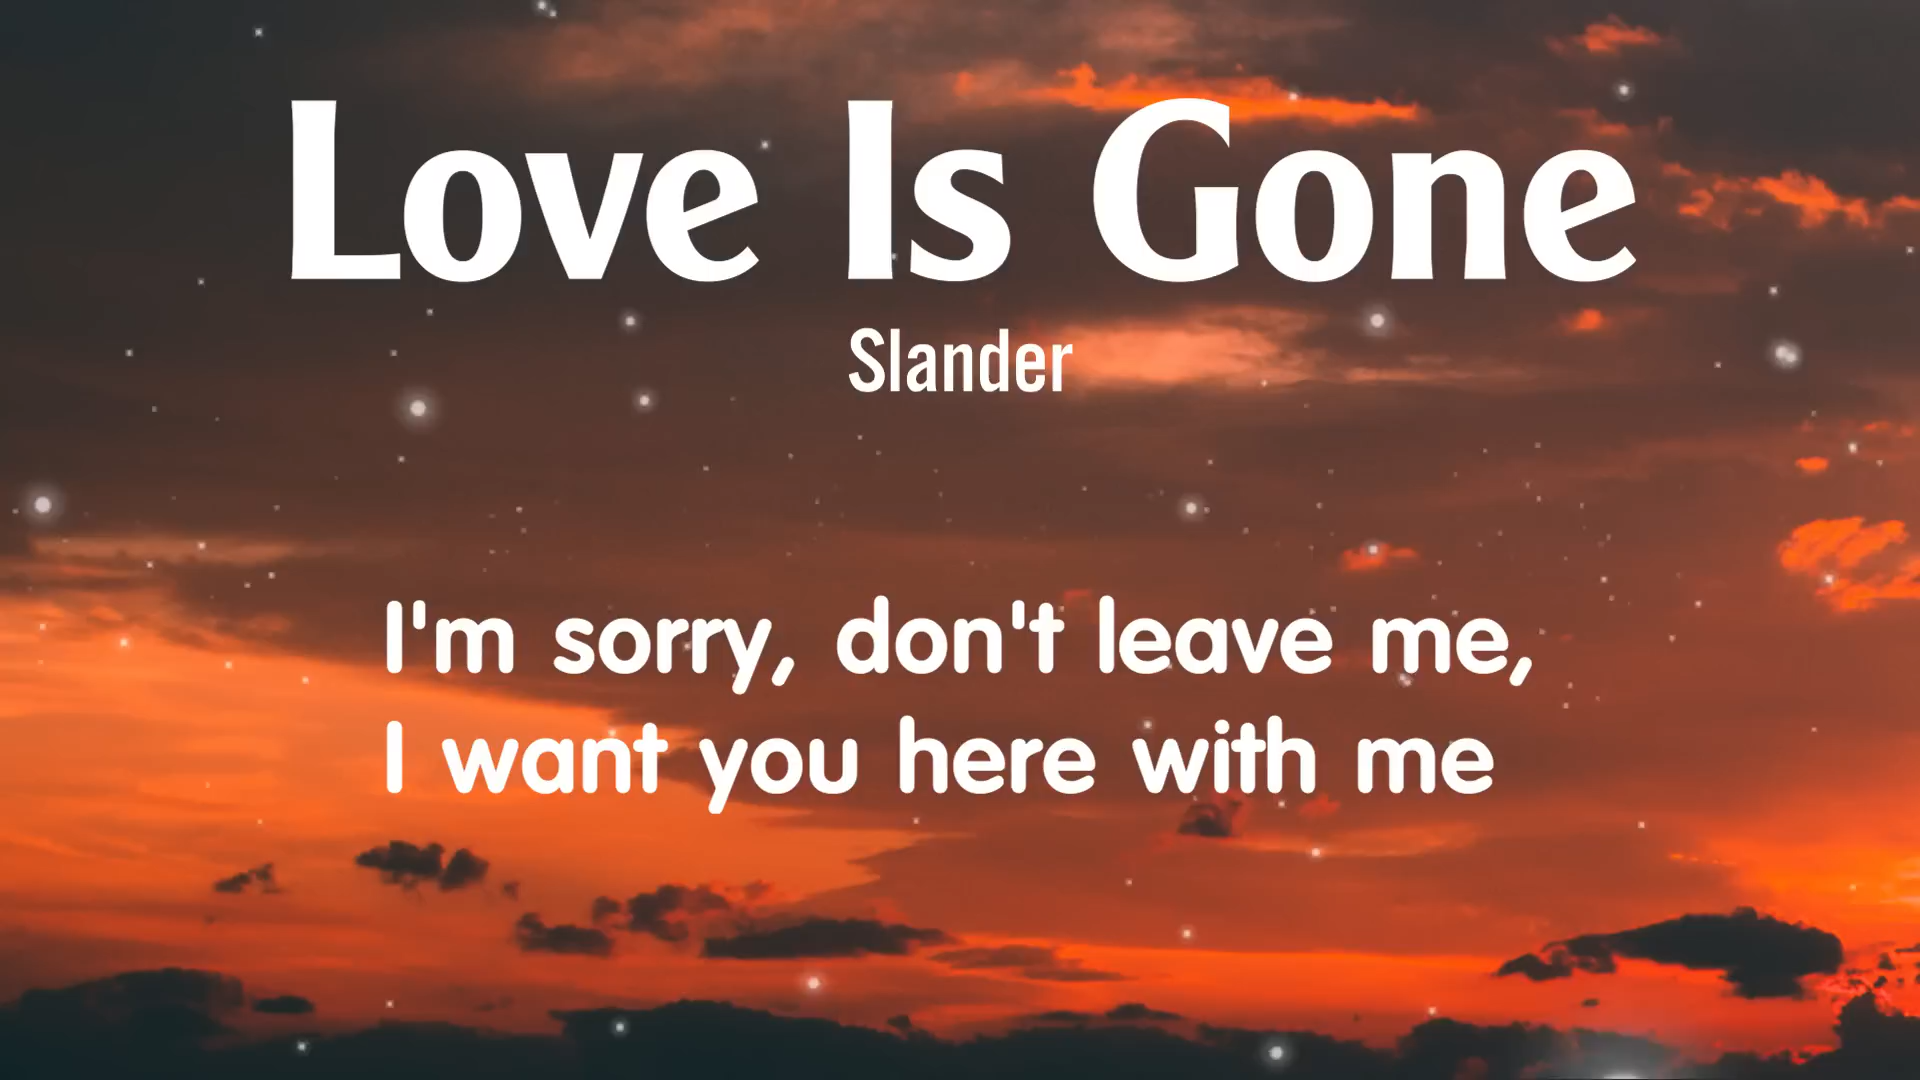 Love Is Gone
Slander
I'm sorry, don't leave me,
I want you here with me